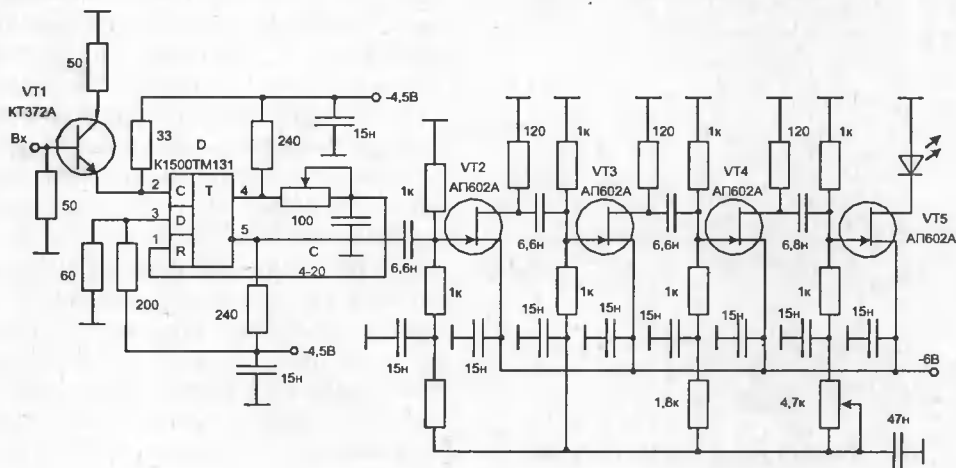 50
VT1
КТ372А
Вх
50
33
D
К1500ТМ131
2
C
T
3
D
1
R
4
5
60
200
240
-4,5В
15н
240
100
С
4-20
-4,5В
15н
1к
6,6н
VT2
АП602А
120
1к
6,6н
1к
15н
15н
VT3
АП602А
120
1к
6,6н
1к
15н
15н
VT4
АП602А
120
1к
6,8н
1к
15н
15н
VT5
АП602А
1к
15н
15н
-6В
1,8к
4,7к
47н